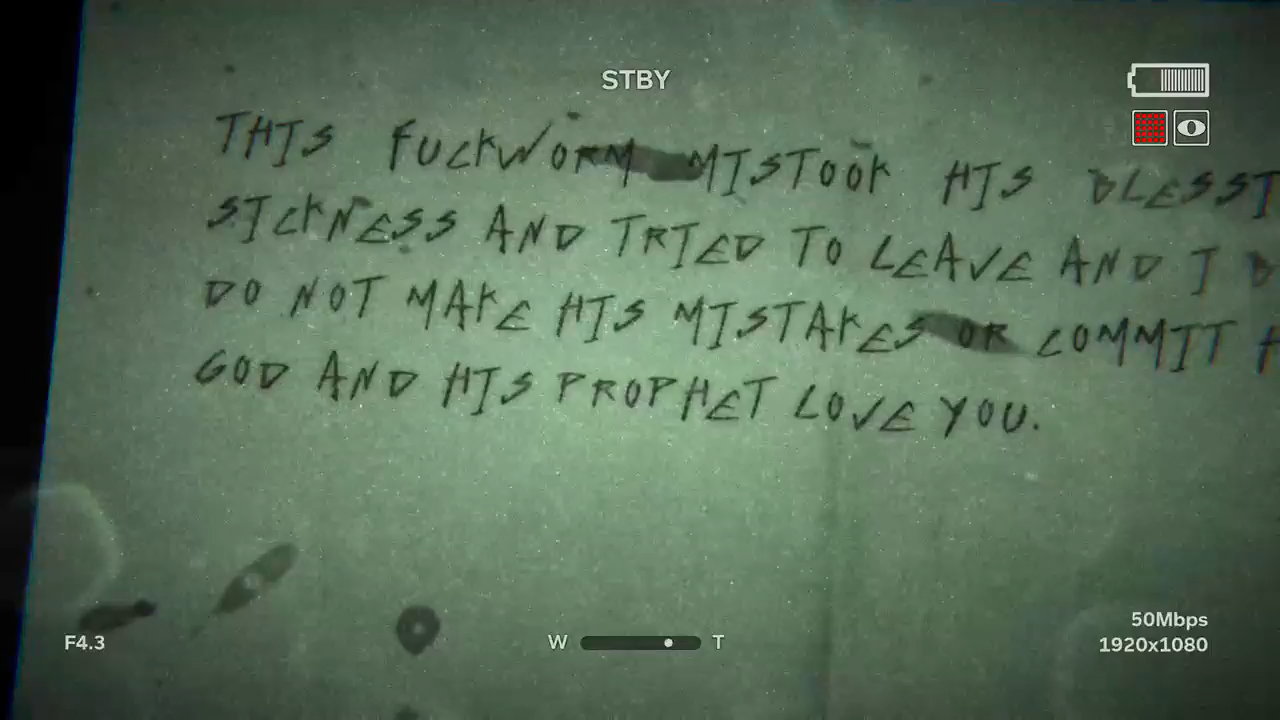 STBY
THIS FUCKWORM MISTOOK HIS BLESSI
SICKNESS AND TRIED TO LEAVE AND I
DO NOT MAKE HIS MISTAKES OR COMMIT H
GOD AND HIS PROPHET LOVE YOU.
F4.3
W T
50Mbps
1920x1080